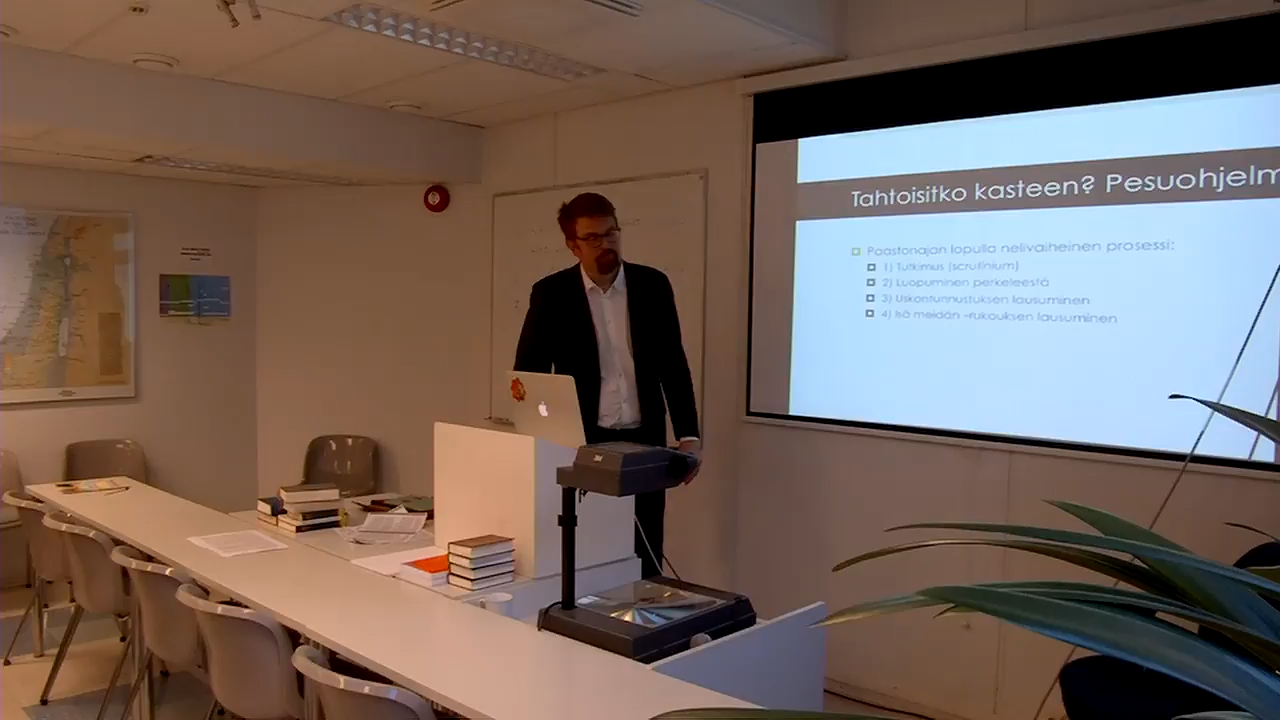 Tahtoisitko kasteen? Pesuohjelm
Paastonajan lopulla nelivaiheinen prosessi:
1) Tutkimus (scrutinium)
2) Luopuminen perkeleestä
3) Uskontunnustuksen lausuminen
4) Isä meidän –rukouksen lausuminen